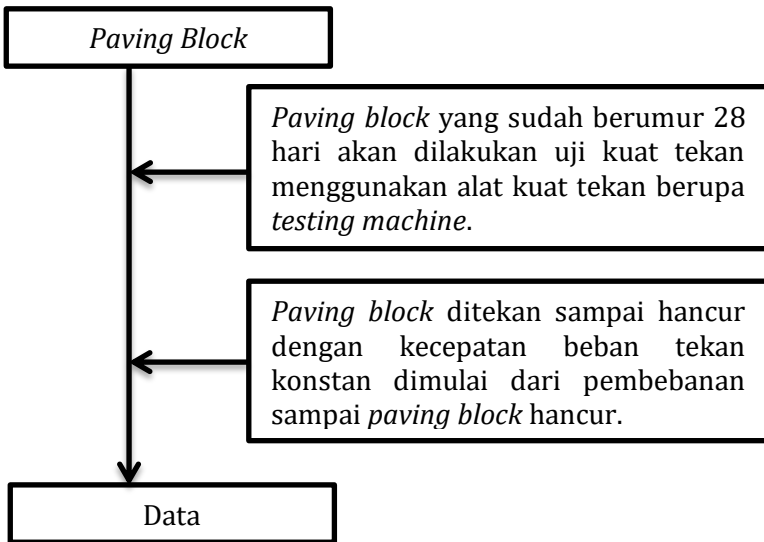 Paving Block
Paving block yang sudah berumur 28
hari akan dilakukan uji kuat tekan
menggunakan alat kuat tekan berupa
testing machine.
Paving block ditekan sampai hancur
dengan kecepatan beban tekan
konstan dimulai dari pembebanan
sampai paving block hancur.
Data